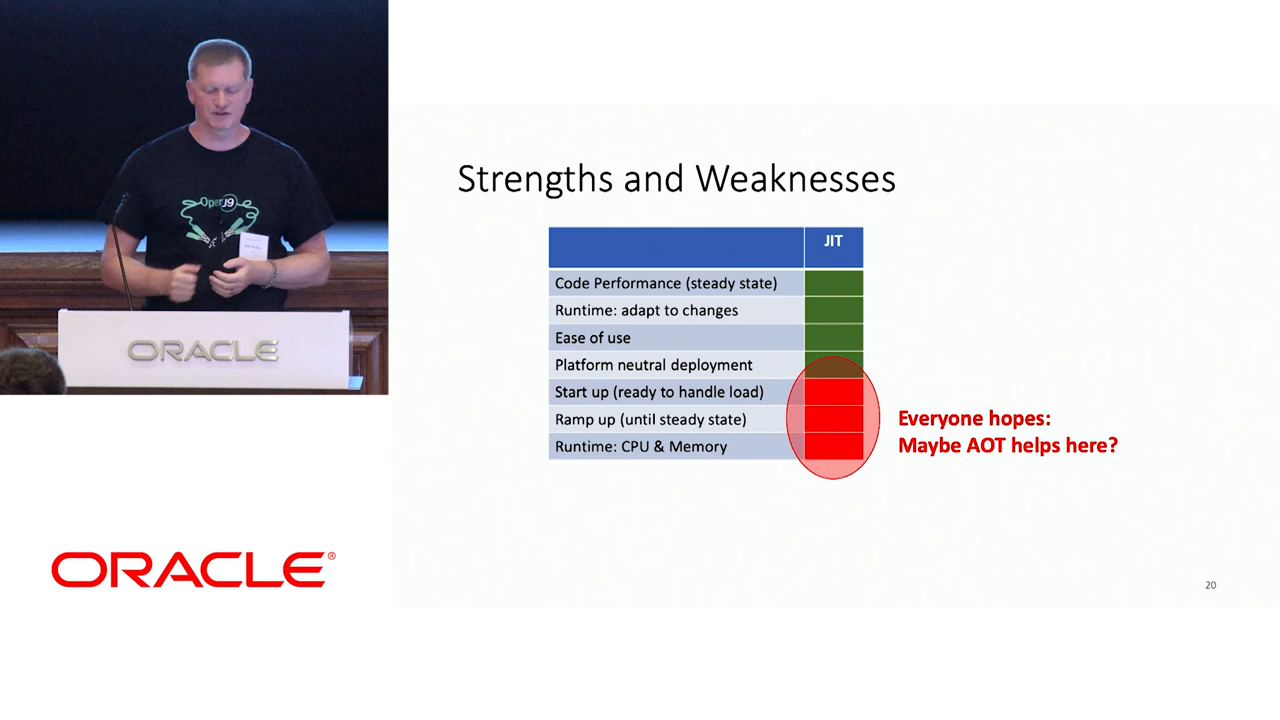 Open J9
ORACLE
ORACLE®
Strengths and Weaknesses
JIT
Code Performance (steady state)
Runtime: adapt to changes
Ease of use
Platform neutral deployment
Start up (ready to handle load)
Ramp up (until steady state)
Runtime: CPU & Memory
Everyone hopes:
Maybe AOT helps here?
20